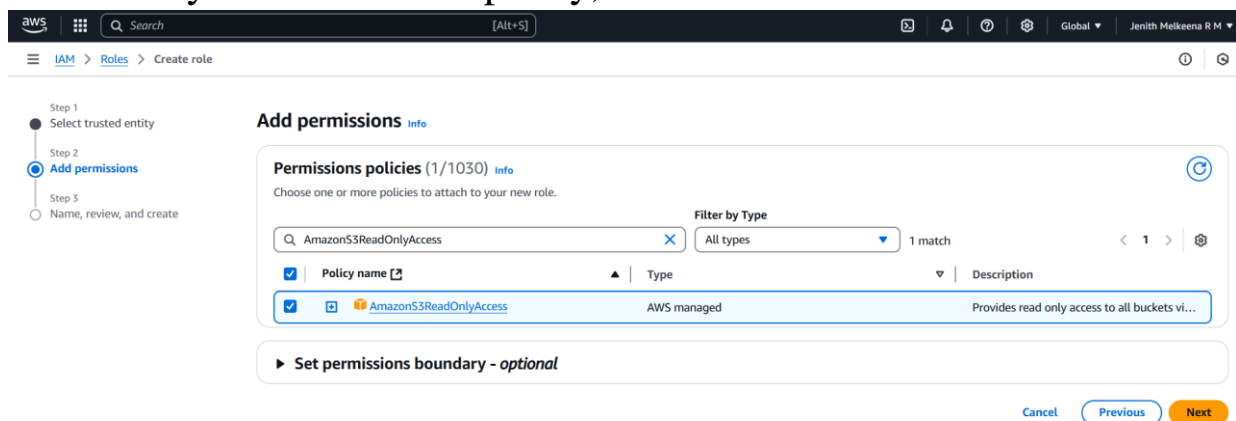 aws
Search
[Alt+S]
Global
Jenith Melkeena R M
IAM > Roles > Create role
Step 1
Select trusted entity
Step 2
Add permissions
Step 3
Name, review, and create
Add permissions Info
Permissions policies (1/1030) Info
Choose one or more policies to attach to your new role.
Filter by Type
AmazonS3ReadOnlyAccess
All types
1 match
1
Policy name
Type
Description
AmazonS3ReadOnlyAccess
AWS managed
Provides read only access to all buckets vi...
Set permissions boundary - optional
Cancel
Previous
Next